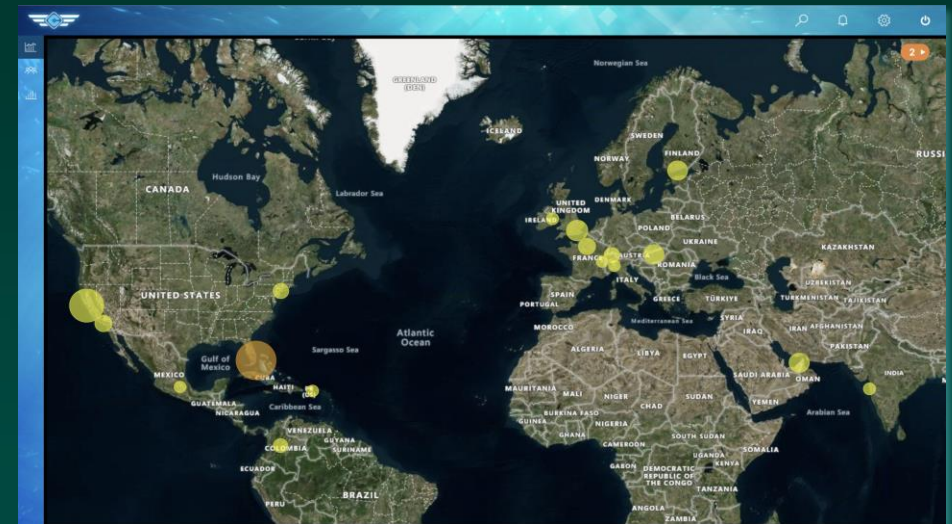 2
Norwegian Sea
GREENLAND
(DEN)
ICELAND
SWEDEN
FINLAND
NORWAY
RUSSI
Hudson Bay
CANADA
Labrador Sea
UNITED
KINGDOM
DENMARK
IRELAND
BELARUS
POLAND
UKRAINE
KAZAKHSTAN
FRANCE
AUSTRIA
ROMANIA
ITALY
Black Sea
UZBEKISTAN
UNITED STATES
SPAIN
PORTUGAL
GREECE
TÜRKIYE
TURKMENISTAN
TAJIKISTAN
Mediterranean Sea
SYRIA
Atlantic
Ocean
MOROCCO
IRAQ
IRAN
AFGHANISTAN
Sargasso Sea
ALGERIA
LIBYA
EGYPT
PAKISTAN
Gulf of
Mexico
MEXICO
CUBA
HAITI
(US)
SAUDI ARABIA
OMAN
INDIA
MAURITANIA
MALI
NIGER
SUDAN
GUATEMALA
Caribbean Sea
CHAD
YEMEN
Arabian Sea
NICARAGUA
BURKINA FASO
GUINEA
NIGERIA
VENEZUELA
GUYANA
GHANA
SOUTH SUDAN
COLOMBIA
SURINAME
CAMEROON
SOMALIA
UGANDA
KENYA
ECUADOR
GABON
DEMOCRATIC
REPUBLIC OF
THE CONGO
TANZANIA
BRAZIL
PERU
ANGOLA
ZAMBIA